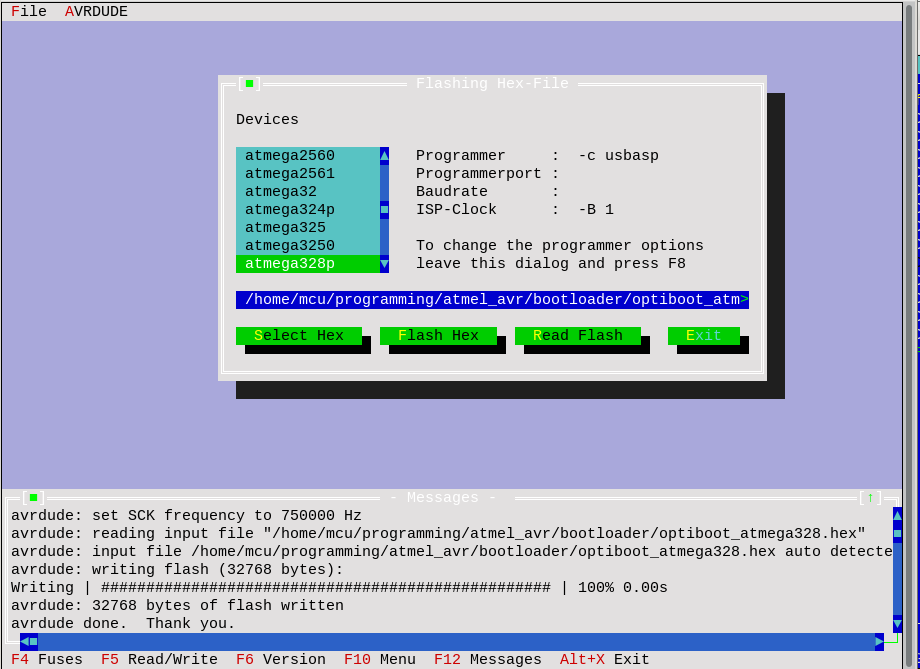 File  AVRDUDE
Flashing Hex-File
Devices
atmega2560
atmega2561
atmega32
atmega324p
atmega325
atmega3250
atmega328p
Programmer     :  -c usbasp
Programmerport :
Baudrate       :
ISP-Clock      :  -B 1
To change the programmer options
leave this dialog and press F8
/home/mcu/programming/atmel_avr/bootloader/optiboot_atm>
Select Hex  Flash Hex  Read Flash  Exit
- Messages -
avrdude: set SCK frequency to 750000 Hz
avrdude: reading input file "/home/mcu/programming/atmel_avr/bootloader/optiboot_atmega328.hex"
avrdude: input file /home/mcu/programming/atmel_avr/bootloader/optiboot_atmega328.hex auto detecte
avrdude: writing flash (32768 bytes):
Writing | ################################################## | 100% 0.00s
avrdude: 32768 bytes of flash written
avrdude done.  Thank you.
F4 Fuses  F5 Read/Write  F6 Version  F10 Menu  F12 Messages  Alt+X Exit